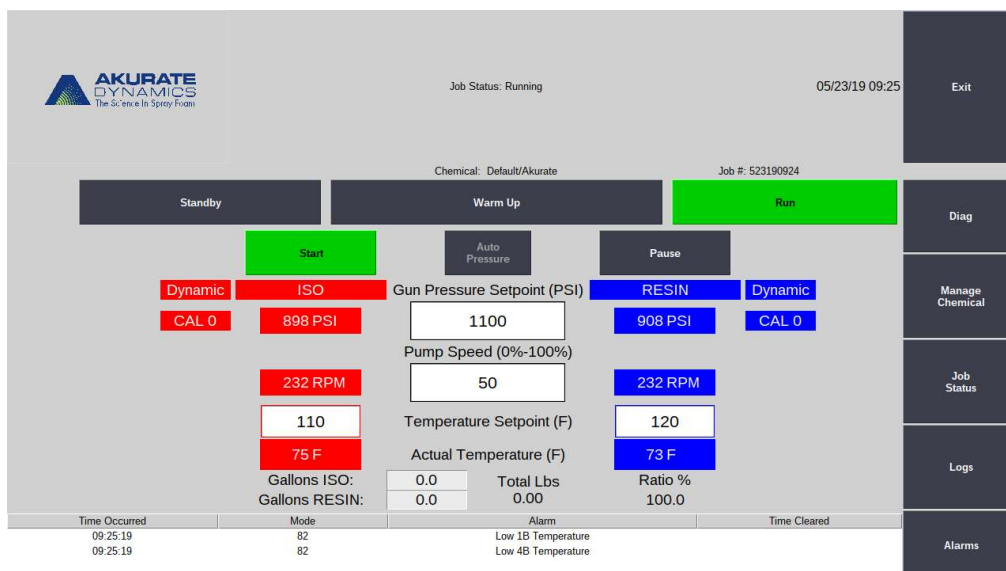 AKURATE
DYNAMICS
The Science In Spray Foam
Job Status: Running
05/23/19 09:25
Exit
Chemical: Default/Akurate
Job #: 523190924
Standby
Warm Up
Run
Diag
Start
Auto
Pressure
Pause
Dynamic
ISO
Gun Pressure Setpoint (PSI)
RESIN
Dynamic
Manage
Chemical
CAL 0
898 PSI
1100
908 PSI
CAL 0
Pump Speed (0%-100%)
232 RPM
50
232 RPM
Job
Status
110
Temperature Setpoint (F)
120
75 F
Actual Temperature (F)
73 F
Logs
Gallons ISO:
0.0
Total Lbs
Ratio %
Gallons RESIN:
0.0
0.00
100.0
Time Occurred
Mode
Alarm
Time Cleared
09:25:19
82
Low 1B Temperature
09:25:19
82
Low 4B Temperature
Alarms